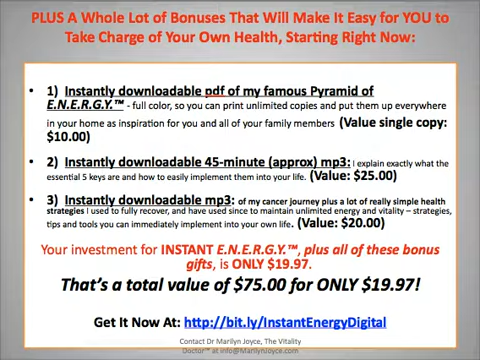 PLUS A Whole Lot of Bonuses That Will Make It Easy for YOU to
Take Charge of Your Own Health, Starting Right Now:
• 1) Instantly downloadable pdf of my famous Pyramid of
E.N.E.R.G.Y.™ - full color, so you can print unlimited copies and put them up everywhere
in your home as inspiration for you and all of your family members (Value single copy:
$10.00)
• 2) Instantly downloadable 45-minute (approx) mp3: I explain exactly what the
essential 5 keys are and how to easily implement them into your life. (Value: $25.00)
• 3) Instantly downloadable mp3: of my cancer journey plus a lot of really simple health
strategies I used to fully recover, and have used since to maintain unlimited energy and vitality – strategies,
tips and tools you can immediately implement into your own life. (Value: $20.00)
Your investment for INSTANT E.N.E.R.G.Y.™, plus all of these bonus
gifts, is ONLY $19.97.
That's a total value of $75.00 for ONLY $19.97!
Get It Now At: http://bit.ly/InstantEnergyDigital
Contact Dr Marilyn Joyce, The Vitality
Doctor™ at info@MarilynJoyce.com